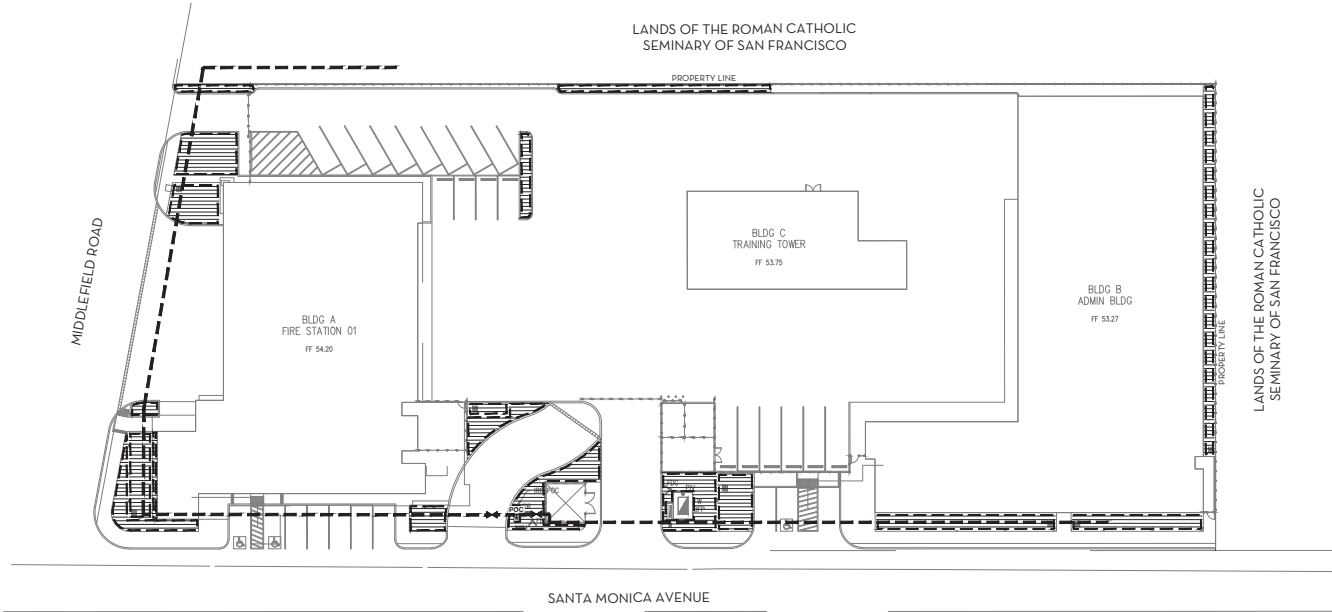 LANDS OF THE ROMAN CATHOLIC
SEMINARY OF SAN FRANCISCO
PROPERTY LINE
MIDDLEFIELD ROAD
BLDG C
TRAINING TOWER
FF 53.75
BLDG A
FIRE STATION 01
FF 54.20
BLDG B
ADMIN BLDG
FF 53.27
PROPERTY LINE
LANDS OF THE ROMAN CATHOLIC
SEMINARY OF SAN FRANCISCO
FDC
POC
SANTA MONICA AVENUE